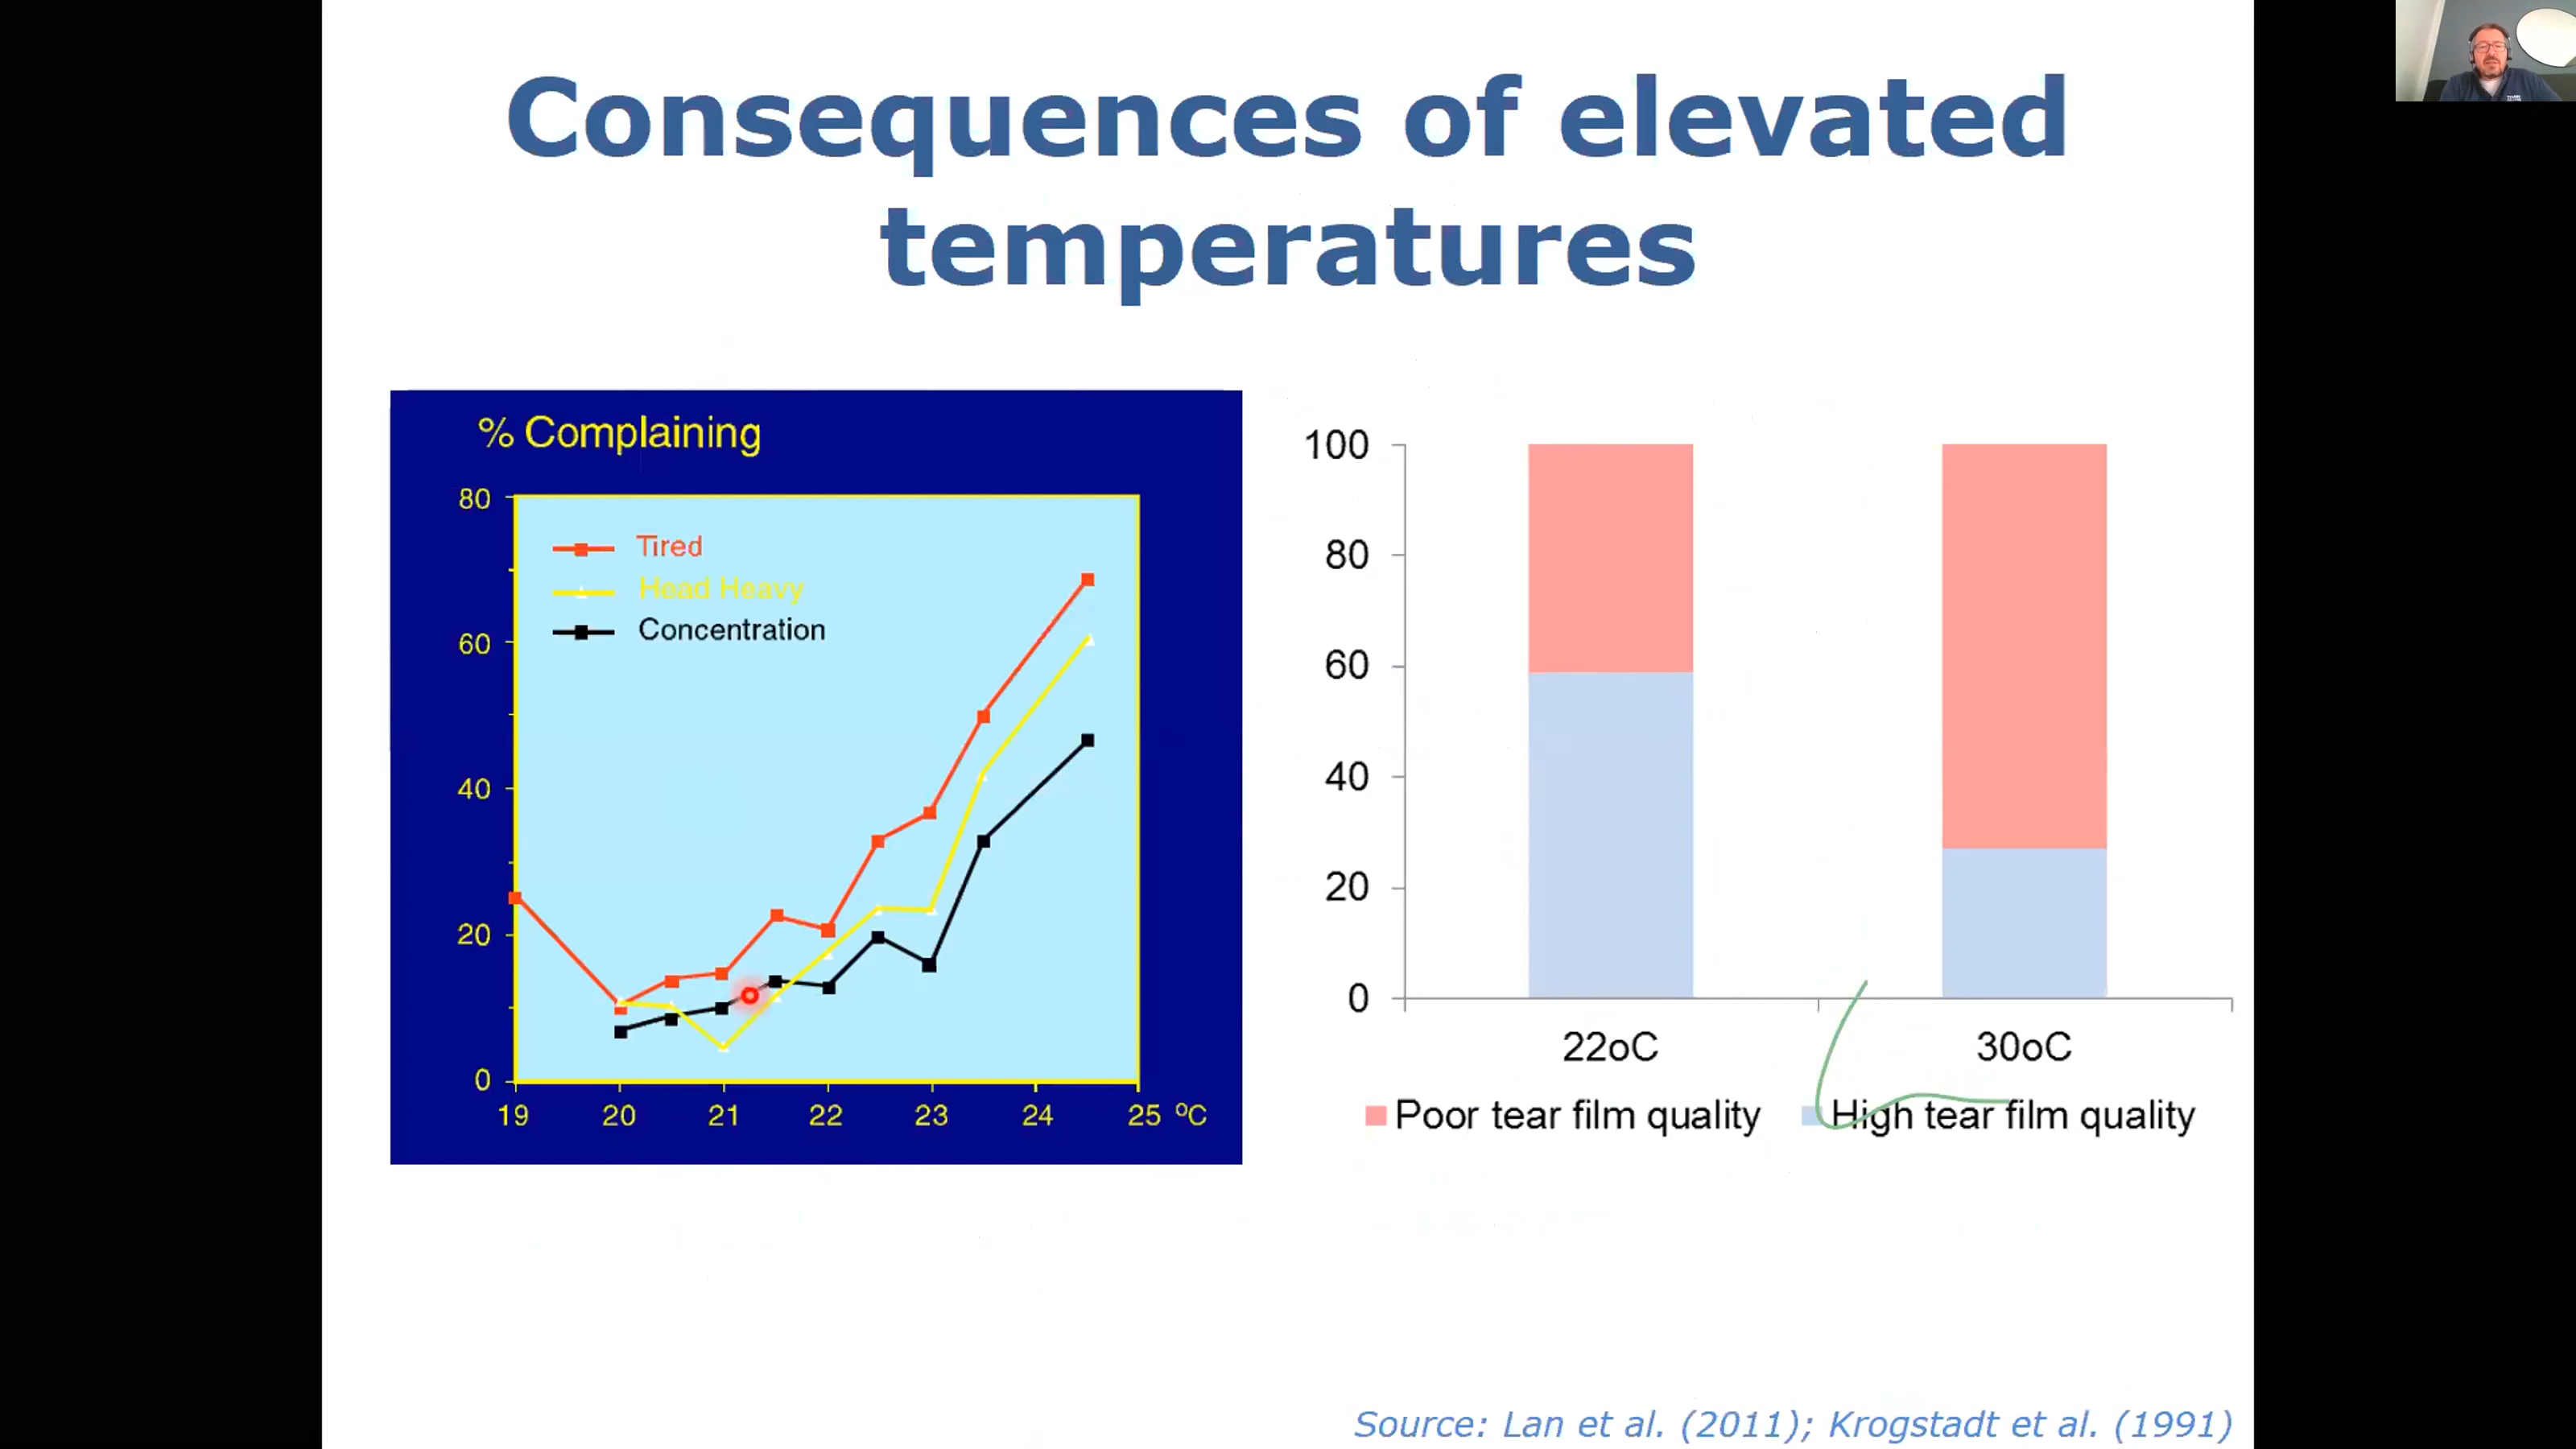 Consequences of elevated
temperatures
% Complaining
80
60
40
20
0
Tired
Head Heavy
Concentration
19 20 21 22 23 24 25 ºC
100
80
60
40
20
0
22oC 30oC
Poor tear film quality High tear film quality
Source: Lan et al. (2011); Krogstadt et al. (1991)